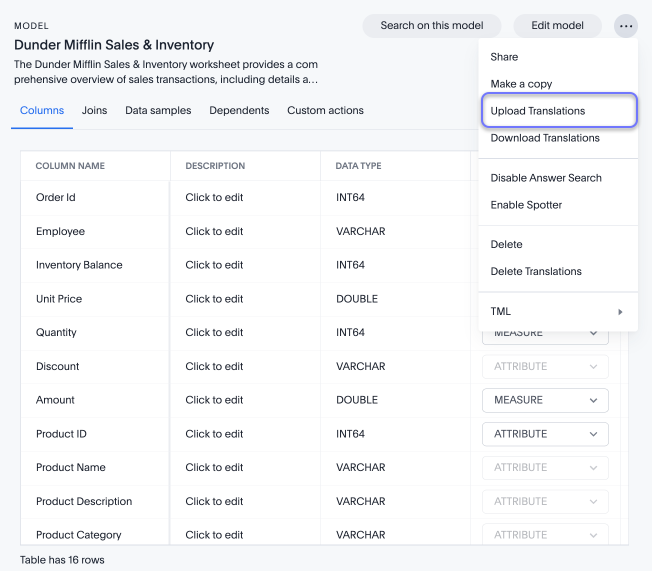 MODEL
Search on this model
Edit model
Dunder Mifflin Sales & Inventory
The Dunder Mifflin Sales & Inventory worksheet provides a com
prehensive overview of sales transactions, including details a...
Columns Joins Data samples Dependents Custom actions
Share
Make a copy
Upload Translations
Download Translations
Disable Answer Search
Enable Spotter
Delete
Delete Translations
TML
COLUMN NAME DESCRIPTION DATA TYPE
Order Id Click to edit INT64
Employee Click to edit VARCHAR
Inventory Balance Click to edit INT64
Unit Price Click to edit DOUBLE
Quantity Click to edit INT64 MEASURE
Discount Click to edit VARCHAR ATTRIBUTE
Amount Click to edit DOUBLE MEASURE
Product ID Click to edit INT64 ATTRIBUTE
Product Name Click to edit VARCHAR ATTRIBUTE
Product Description Click to edit VARCHAR ATTRIBUTE
Product Category Click to edit VARCHAR ATTRIBUTE
Table has 16 rows